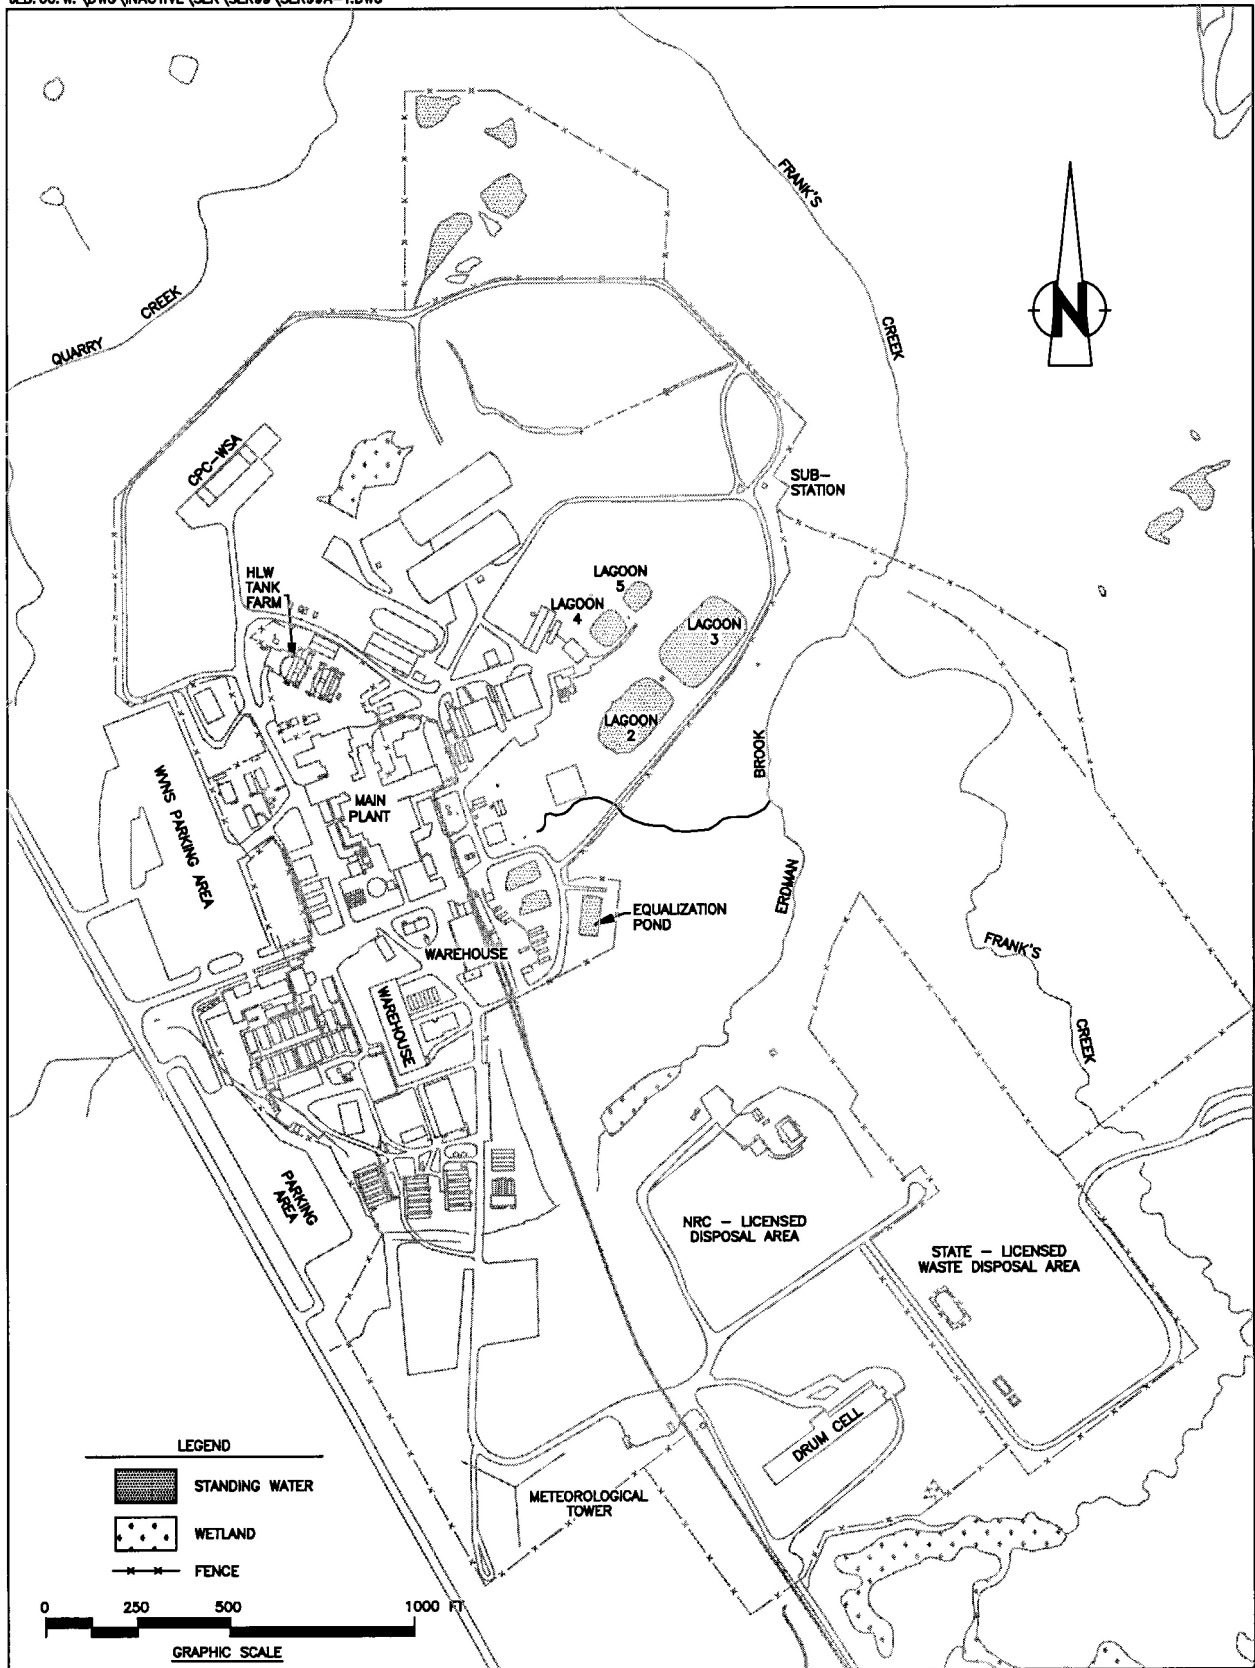 FRANK'S
CREEK
N
QUARRY
CREEK
CPC-WSA
SUB-
STATION
HLW
TANK
FARM
LAGOON
5
LAGOON
4
LAGOON
3
LAGOON
2
BROOK
ERDMAN
WVNS PARKING AREA
MAIN
PLANT
EQUALIZATION
POND
WAREHOUSE
WAREHOUSE
FRANK'S
CREEK
PARKING
AREA
NRC - LICENSED
DISPOSAL AREA
STATE - LICENSED
WASTE DISPOSAL AREA
DRUM CELL
METEOROLOGICAL
TOWER
LEGEND
STANDING WATER
WETLAND
FENCE
0 250 500 1000 FT
GRAPHIC SCALE